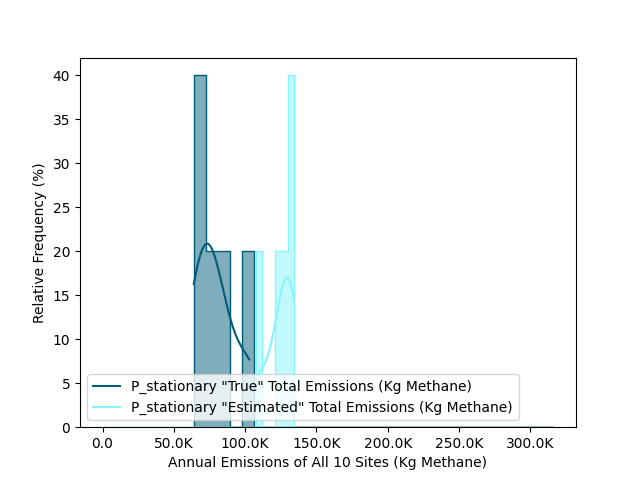 40
35
30
25
20
15
10
5
0
Relative Frequency (%)
P_stationary "True" Total Emissions (Kg Methane)
P_stationary "Estimated" Total Emissions (Kg Methane)
0.0 50.0K 100.0K 150.0K 200.0K 250.0K 300.0K
Annual Emissions of All 10 Sites (Kg Methane)